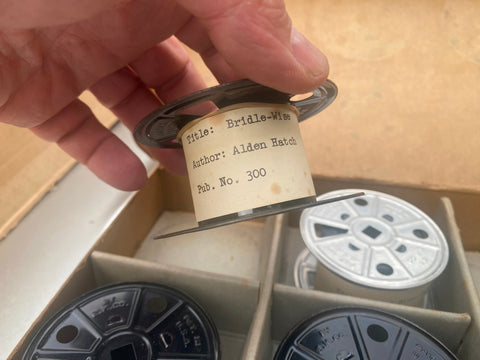 Title: Bridle-Wise
Author: Alden Hatch
Pub. No. 300